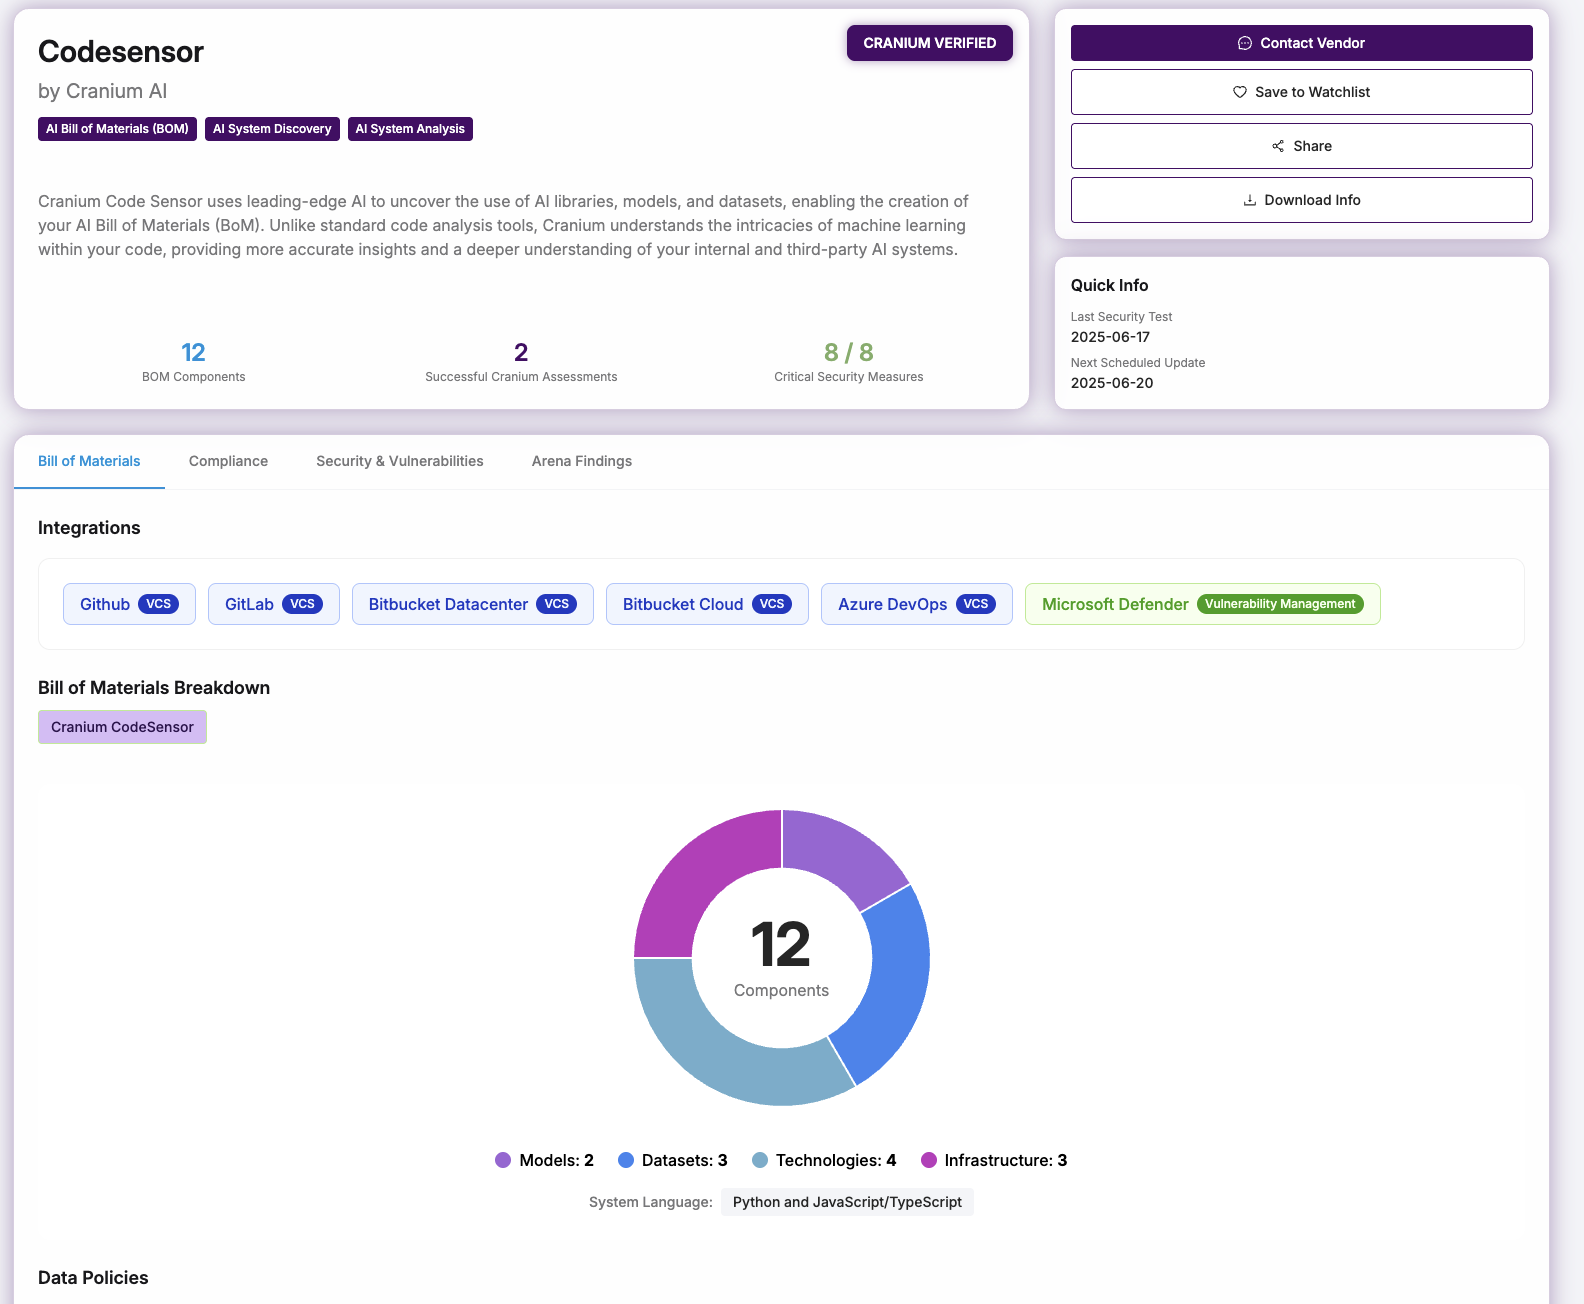 Codesensor
CRANIUM VERIFIED
by Cranium AI
AI Bill of Materials (BOM)
AI System Discovery
AI System Analysis
Cranium Code Sensor uses leading-edge AI to uncover the use of AI libraries, models, and datasets, enabling the creation of
your AI Bill of Materials (BoM). Unlike standard code analysis tools, Cranium understands the intricacies of machine learning
within your code, providing more accurate insights and a deeper understanding of your internal and third-party AI systems.
12
BOM Components
2
Successful Cranium Assessments
8 / 8
Critical Security Measures
Contact Vendor
Save to Watchlist
Share
Download Info
Quick Info
Last Security Test
2025-06-17
Next Scheduled Update
2025-06-20
Bill of Materials
Compliance
Security & Vulnerabilities
Arena Findings
Integrations
Github VCS
GitLab VCS
Bitbucket Datacenter VCS
Bitbucket Cloud VCS
Azure DevOps VCS
Microsoft Defender Vulnerability Management
Bill of Materials Breakdown
Cranium CodeSensor
12
Components
Models: 2
Datasets: 3
Technologies: 4
Infrastructure: 3
System Language: Python and JavaScript/TypeScript
Data Policies